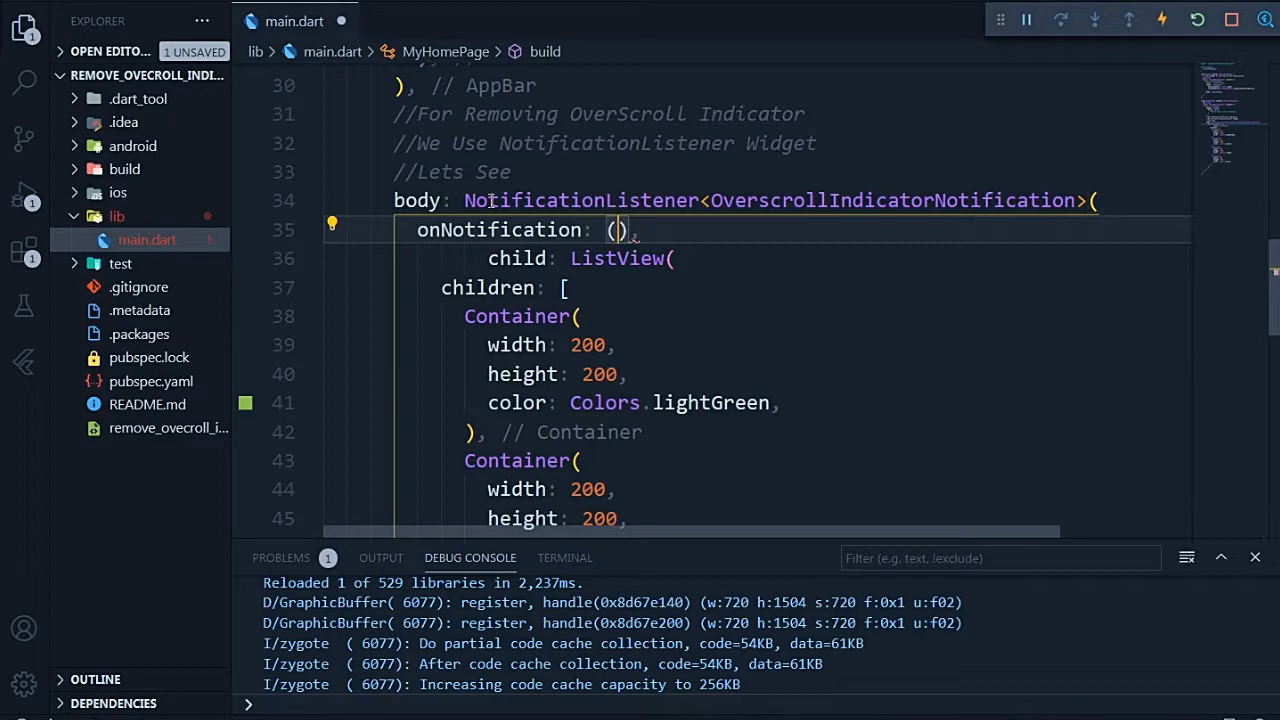 EXPLORER
OPEN EDITO... 1 UNSAVED
REMOVE_OVECROLL_INDI...
.dart_tool
.idea
android
build
ios
lib
main.dart 1
test
.gitignore
.metadata
.packages
pubspec.lock
pubspec.yaml
README.md
remove_ovecroll_i...
OUTLINE
DEPENDENCIES
1
1
1
main.dart
lib > main.dart > MyHomePage > build
30 ), // AppBar
31 //For Removing OverScroll Indicator
32 //We Use NotificationListener Widget
33 //Lets See
34 body: NotificationListener<OverscrollIndicatorNotification>(
35 onNotification: (),
36 child: ListView(
37 children: [
38 Container(
39 width: 200,
40 height: 200,
41 color: Colors.lightGreen,
42 ), // Container
43 Container(
44 width: 200,
45 height: 200,
PROBLEMS 1 OUTPUT DEBUG CONSOLE TERMINAL Filter (e.g. text, !exclude)
Reloaded 1 of 529 libraries in 2,237ms.
D/GraphicBuffer( 6077): register, handle(0x8d67e140) (w:720 h:1504 s:720 f:0x1 u:f02)
D/GraphicBuffer( 6077): register, handle(0x8d67e200) (w:720 h:1504 s:720 f:0x1 u:f02)
I/zygote  ( 6077): Do partial code cache collection, code=54KB, data=61KB
I/zygote  ( 6077): After code cache collection, code=54KB, data=61KB
I/zygote  ( 6077): Increasing code cache capacity to 256KB